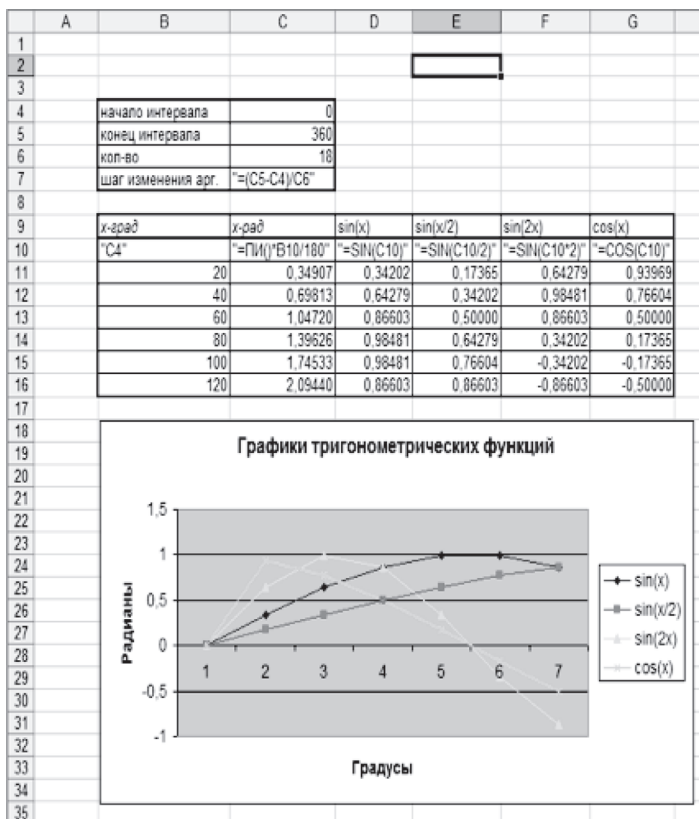 A B C D E F G
1
2
3
4 начало интервала 0
5 конец интервала 360
6 кол-во 18
7 шаг изменения арг. "=(C5-C4)/C6"
8
9 x-град x-рад sin(x) sin(x/2) sin(2x) cos(x)
10 "C4" "=ПИ()*B10/180" "=SIN(C10)" "=SIN(C10/2)" "=SIN(C10*2)" "=COS(C10)"
11 20 0,34907 0,34202 0,17365 0,64279 0,93969
12 40 0,69813 0,64279 0,34202 0,98481 0,76604
13 60 1,04720 0,86603 0,50000 0,86603 0,50000
14 80 1,39626 0,98481 0,64279 0,34202 0,17365
15 100 1,74533 0,98481 0,76604 -0,34202 -0,17365
16 120 2,09440 0,86603 0,86603 -0,86603 -0,50000
17
18
19
20
21
22
23
24
25
26
27
28
29
30
31
32
33
34
35
Графики тригонометрических функций
1,5
1
0,5
0
-0,5
-1
Радианы
1 2 3 4 5 6 7
Градусы
sin(x)
sin(x/2)
sin(2x)
cos(x)